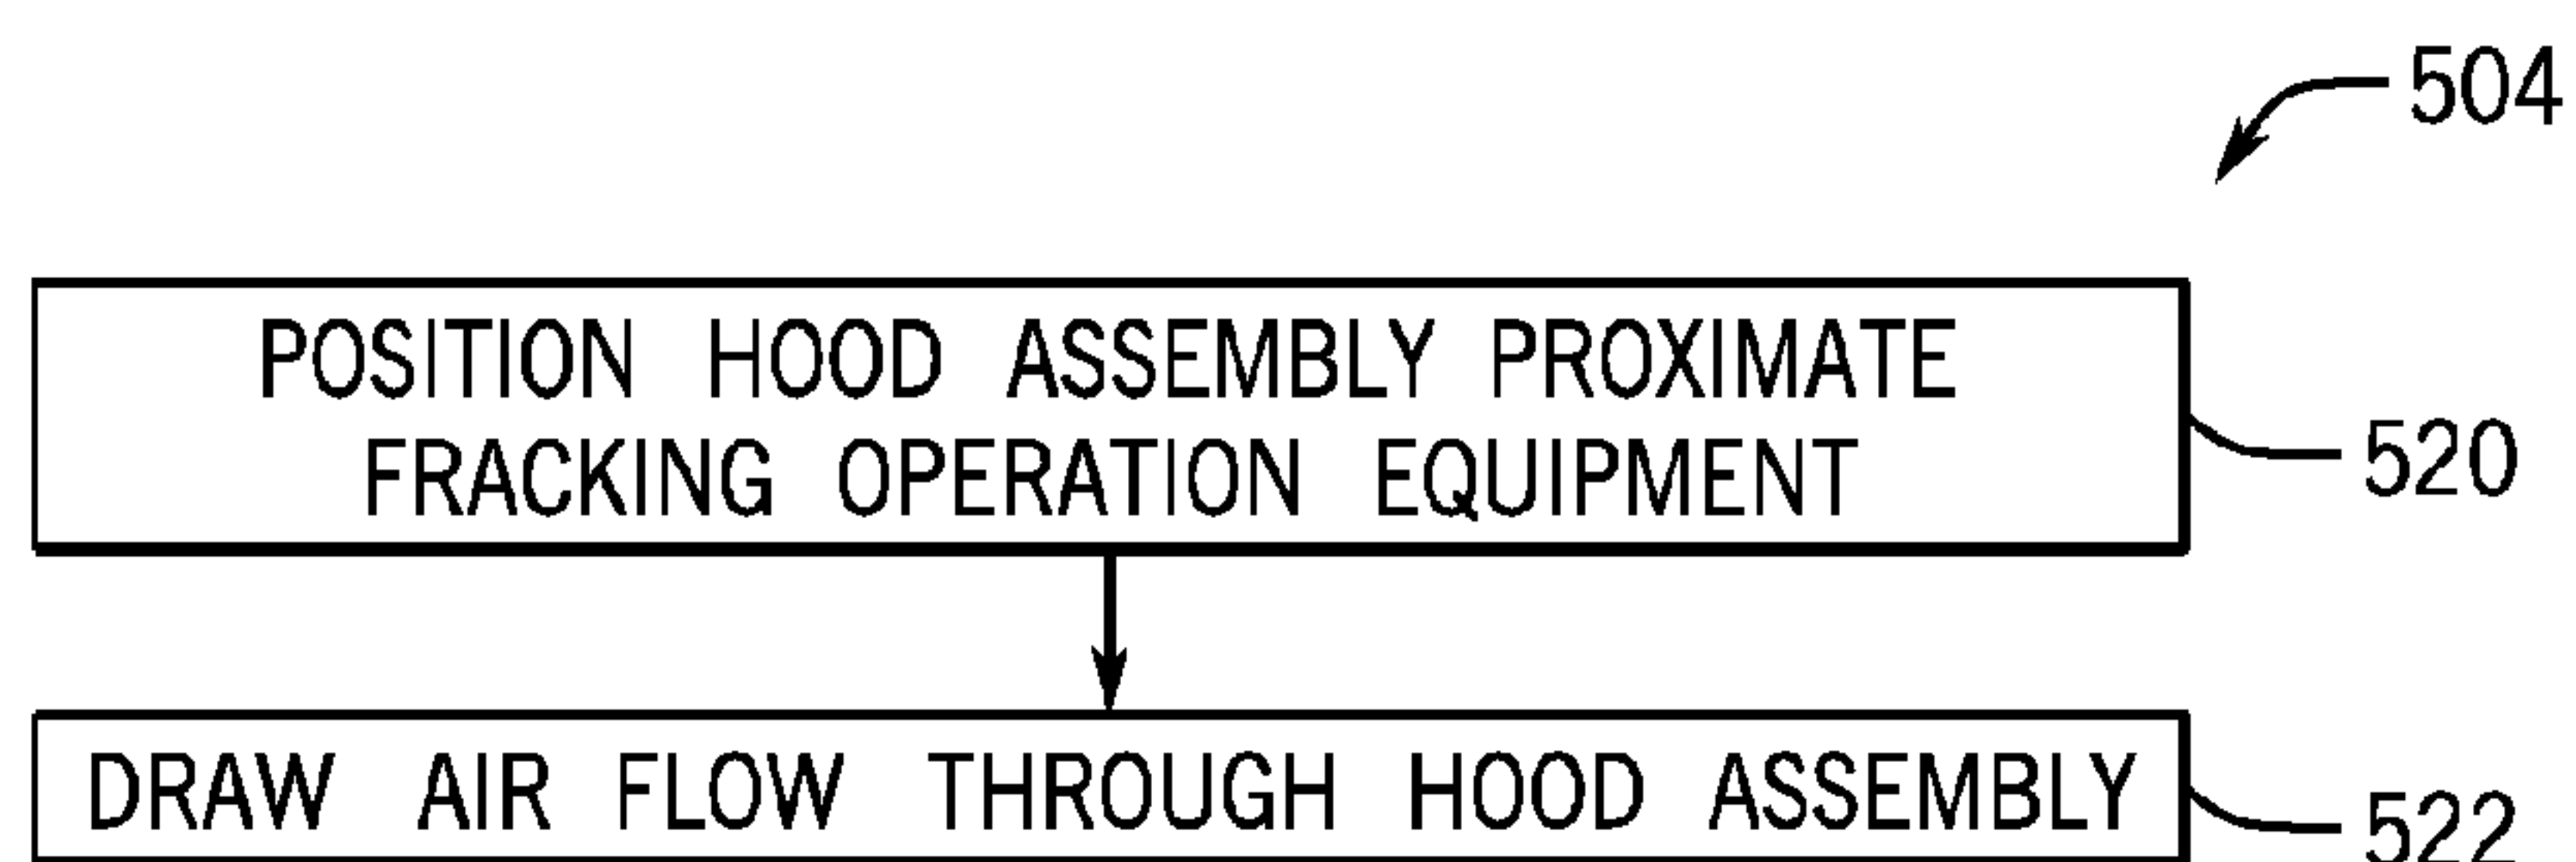 504
POSITION HOOD ASSEMBLY PROXIMATE
FRACKING OPERATION EQUIPMENT
520
DRAW AIR FLOW THROUGH HOOD ASSEMBLY
522